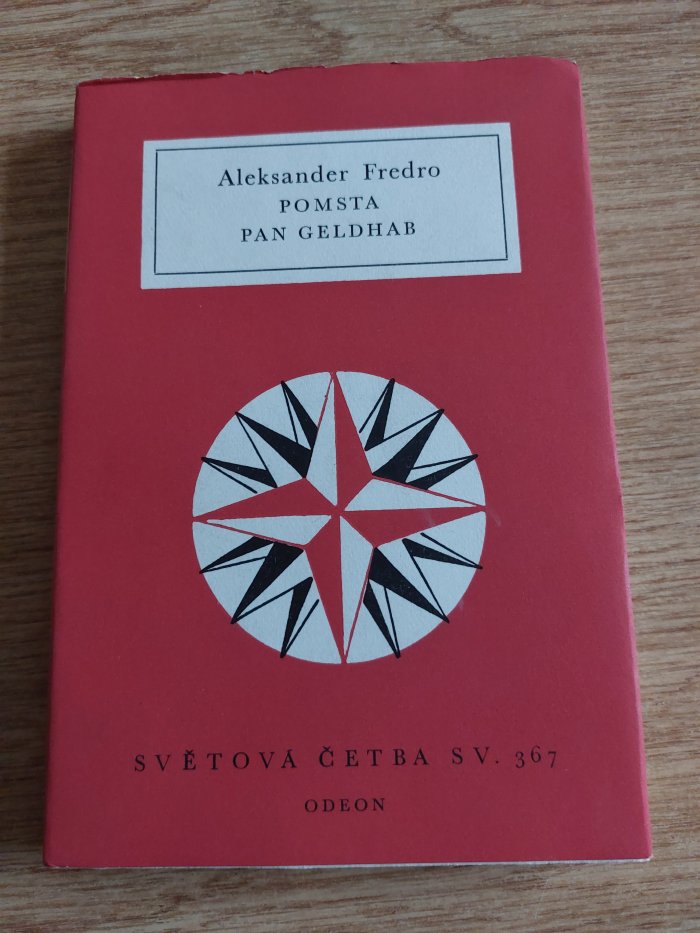 Aleksander Fredro
POMSTA
PAN GELDHAB
SVĚTOVÁ ČETBA SV. 367
ODEON